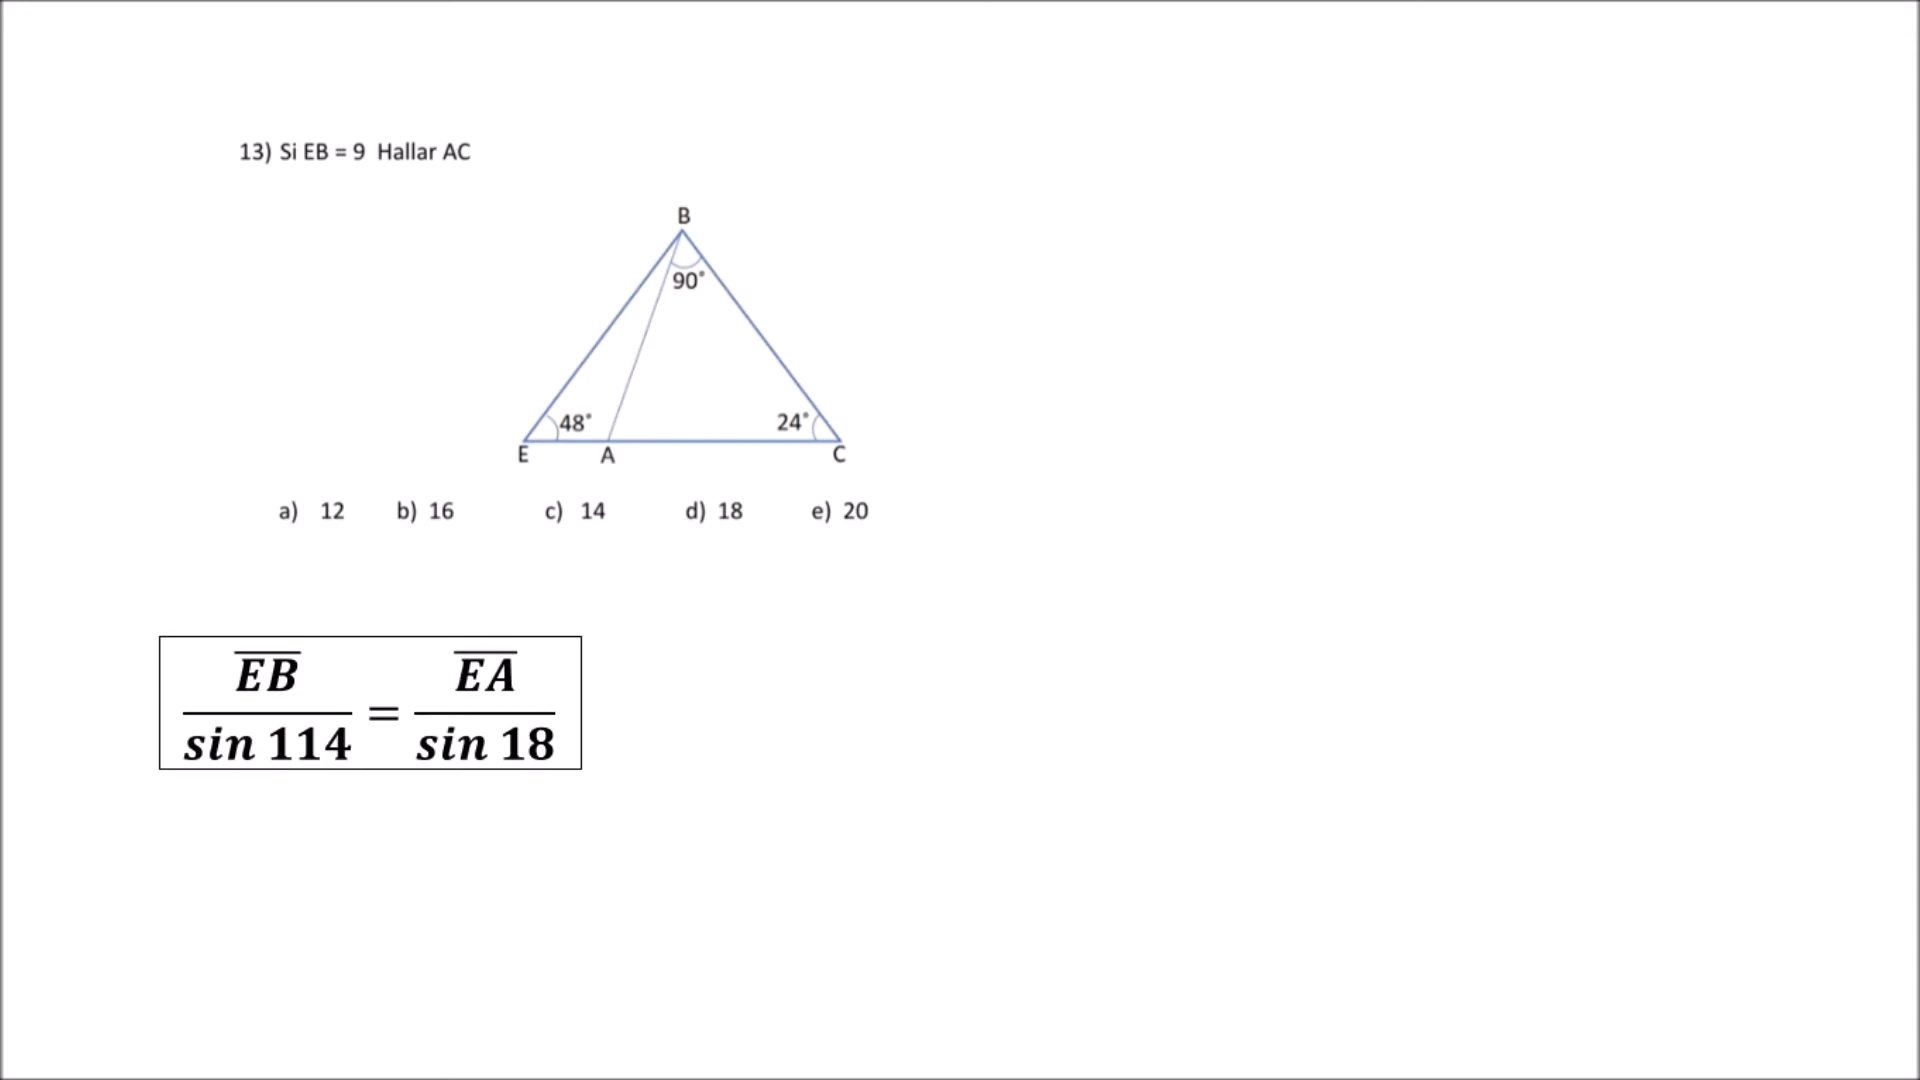 13) Si EB = 9 Hallar AC
B
90°
48°
24°
E
A
C
a) 12 b) 16 c) 14 d) 18 e) 20
EB / sin 114 = EA / sin 18